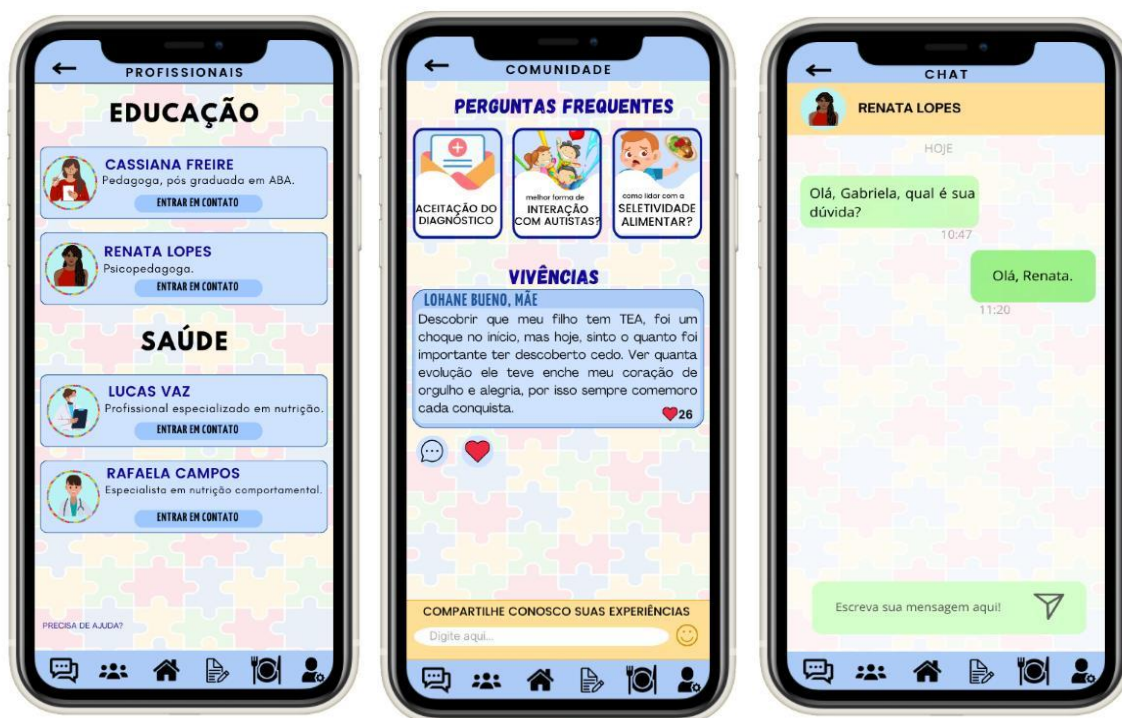 PROFISSIONAIS
EDUCAÇÃO
CASSIANA FREIRE
Pedagoga, pós graduada em ABA.
ENTRAR EM CONTATO
RENATA LOPES
Psicopedagoga.
ENTRAR EM CONTATO
SAÚDE
LUCAS VAZ
Profissional especializado em nutrição.
ENTRAR EM CONTATO
RAFAELA CAMPOS
Especialista em nutrição comportamental.
ENTRAR EM CONTATO
PRECISA DE AJUDA?
COMUNIDADE
PERGUNTAS FREQUENTES
ACEITAÇÃO DO
DIAGNÓSTICO
melhor forma de
INTERAÇÃO
COM AUTISTAS?
como lidar com a
SELETIVIDADE
ALIMENTAR?
VIVÊNCIAS
LOHANE BUENO, MÃE
Descobrir que meu filho tem TEA, foi um
choque no início, mas hoje, sinto o quanto foi
importante ter descoberto cedo. Ver quanta
evolução ele teve enche meu coração de
orgulho e alegria, por isso sempre comemoro
cada conquista.
26
COMPARTILHE CONOSCO SUAS EXPERIÊNCIAS
Digite aqui...
CHAT
RENATA LOPES
HOJE
Olá, Gabriela, qual é sua
dúvida?
10:47
Olá, Renata.
11:20
Escreva sua mensagem aqui!